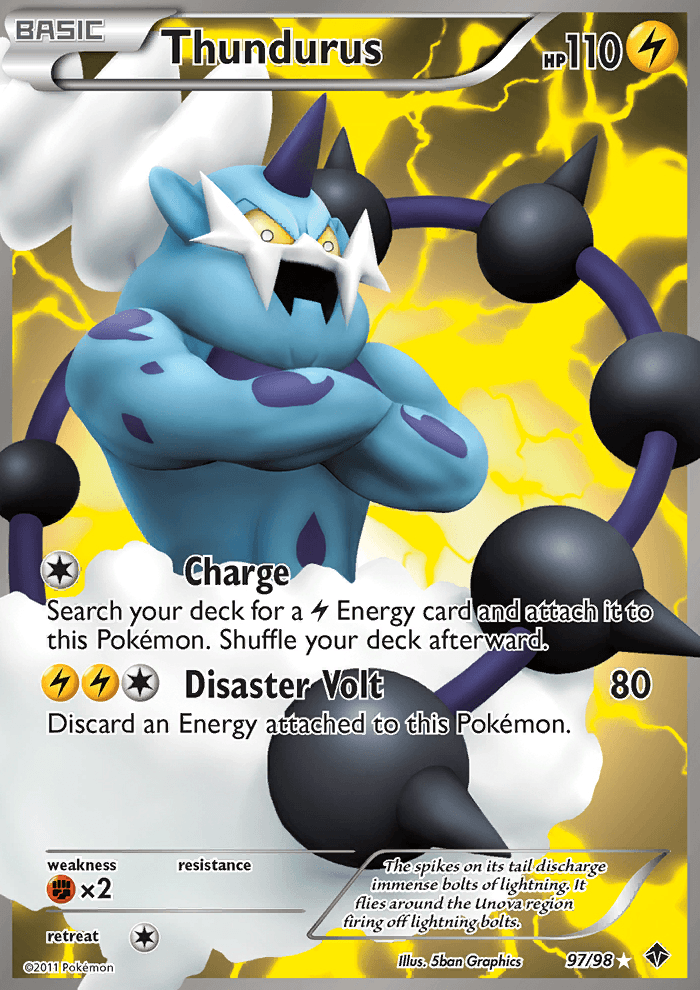 BASIC
Thundurus
HP110
Charge
Search your deck for a Energy card and attach it to
this Pokémon. Shuffle your deck afterward.
Disaster Volt 80
Discard an Energy attached to this Pokémon.
weakness resistance
×2
The spikes on its tail discharge
immense bolts of lightning. It
flies around the Unova region
firing off lightning bolts.
retreat
©2011 Pokémon
Illus. 5ban Graphics
97/98